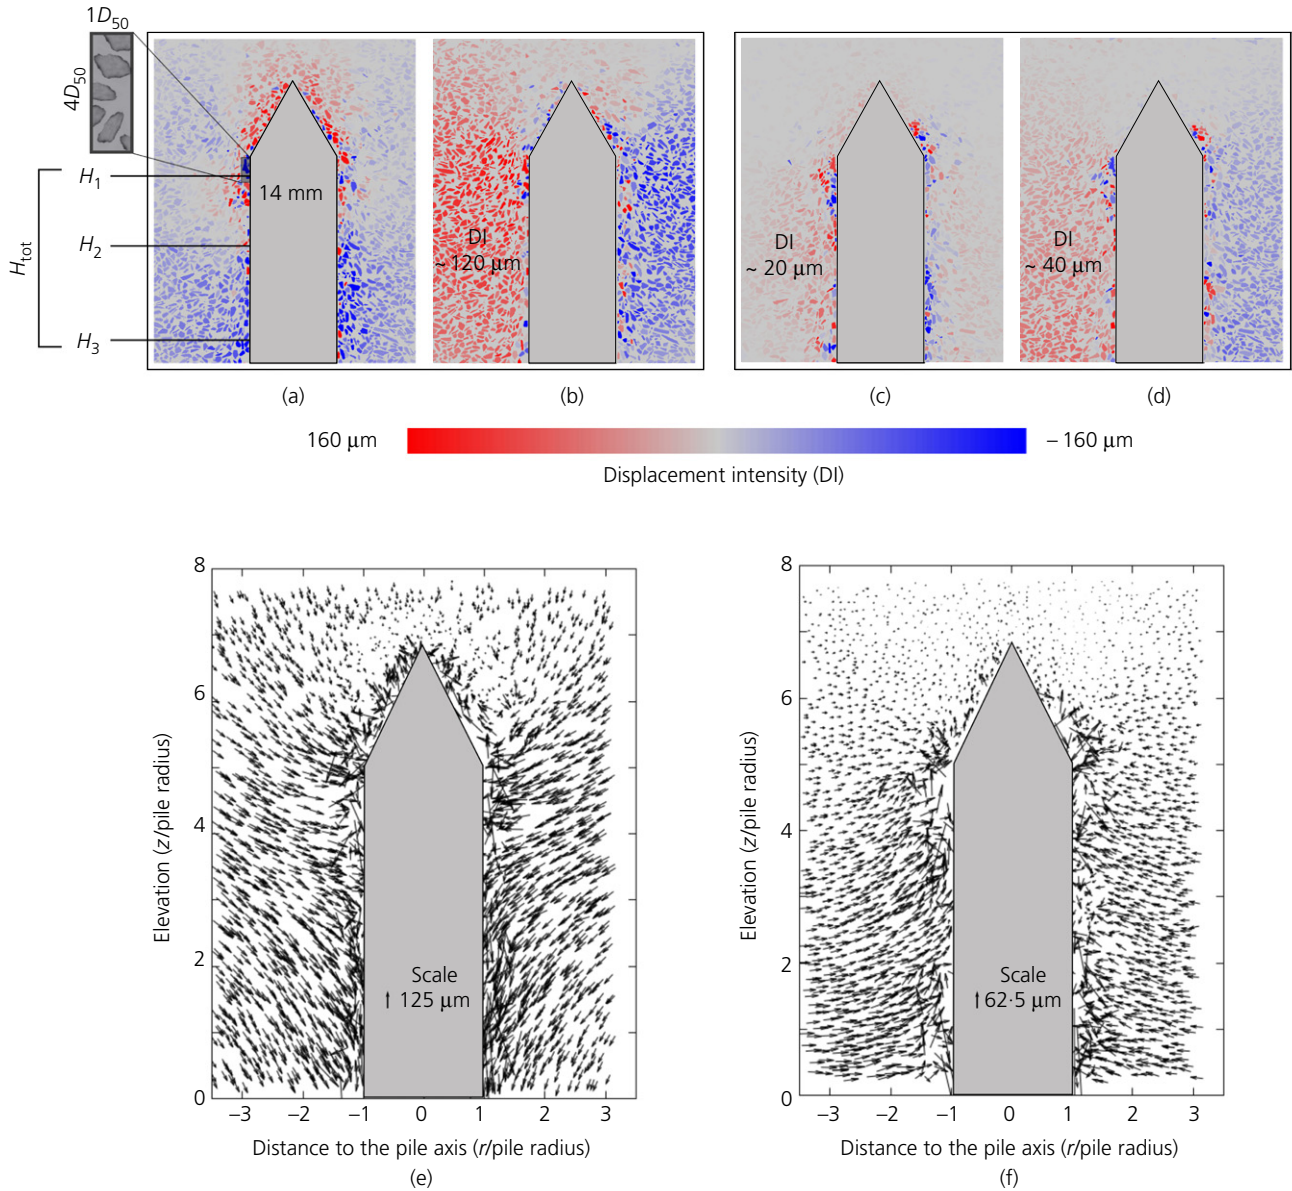 1D50
4D50
H1
H2
H3
Htot
14 mm
DI
~ 120 μm
DI
~ 20 μm
DI
~ 40 μm
(a)
(b)
(c)
(d)
160 μm
– 160 μm
Displacement intensity (DI)
8
6
4
2
0
Elevation (z/pile radius)
Scale
125 μm
–3
–2
–1
0
1
2
3
Distance to the pile axis (r/pile radius)
(e)
8
6
4
2
0
Elevation (z/pile radius)
Scale
62·5 μm
–3
–2
–1
0
1
2
3
Distance to the pile axis (r/pile radius)
(f)